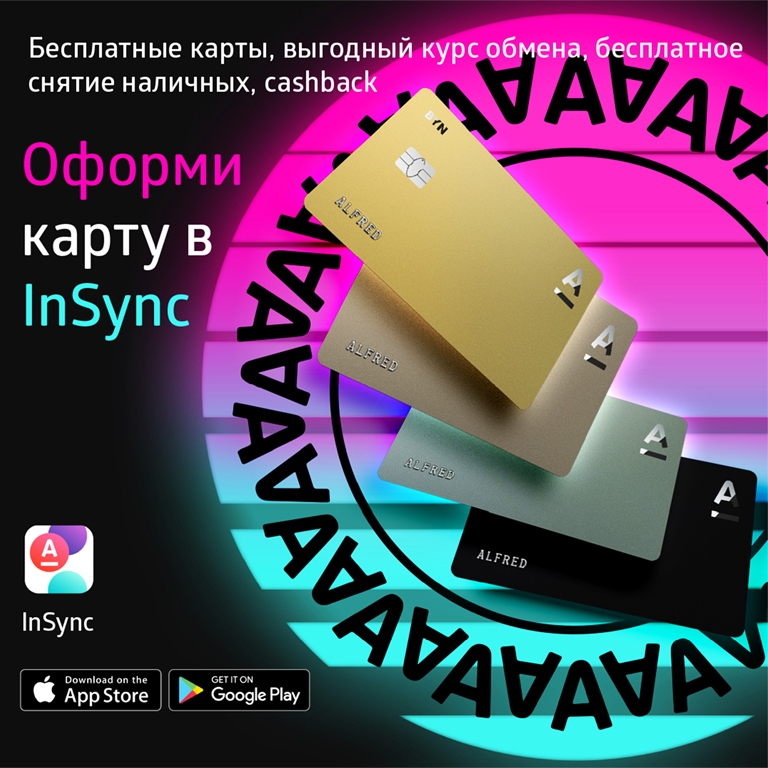 Бесплатные карты, выгодный курс обмена, бесплатное
снятие наличных, cashback
Оформи
карту в
InSync
BYN
ALFRED
A
ALFRED
A
ALFRED
A
ALFRED
A
A
InSync
Download on the
App Store
GET IT ON
Google Play